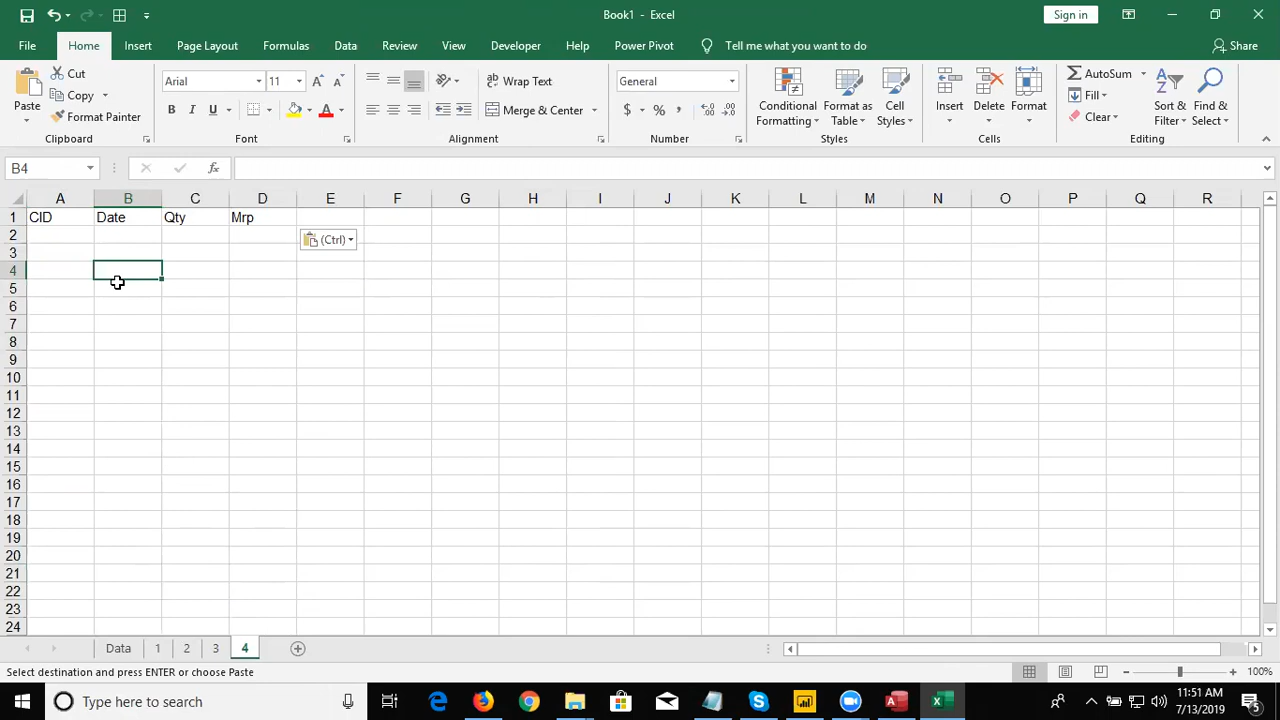 Book1 - Excel
Sign in
File Home Insert Page Layout Formulas Data Review View Developer Help Power Pivot Tell me what you want to do Share
Paste
Cut
Copy
Format Painter
Clipboard
Arial 11
B I U
Font
Wrap Text
Merge & Center
Alignment
General
$ % ,
Number
Conditional Formatting
Format as Table
Cell Styles
Styles
Insert
Delete
Format
Cells
AutoSum
Fill
Clear
Sort & Filter
Find & Select
Editing
B4
fx
A B C D E F G H I J K L M N O P Q R
1 CID Date Qty Mrp
2
(Ctrl)
3
4
5
6
7
8
9
10
11
12
13
14
15
16
17
18
19
20
21
22
23
24
Data 1 2 3 4
Select destination and press ENTER or choose Paste
100%
Type here to search
11:51 AM
7/13/2019
5